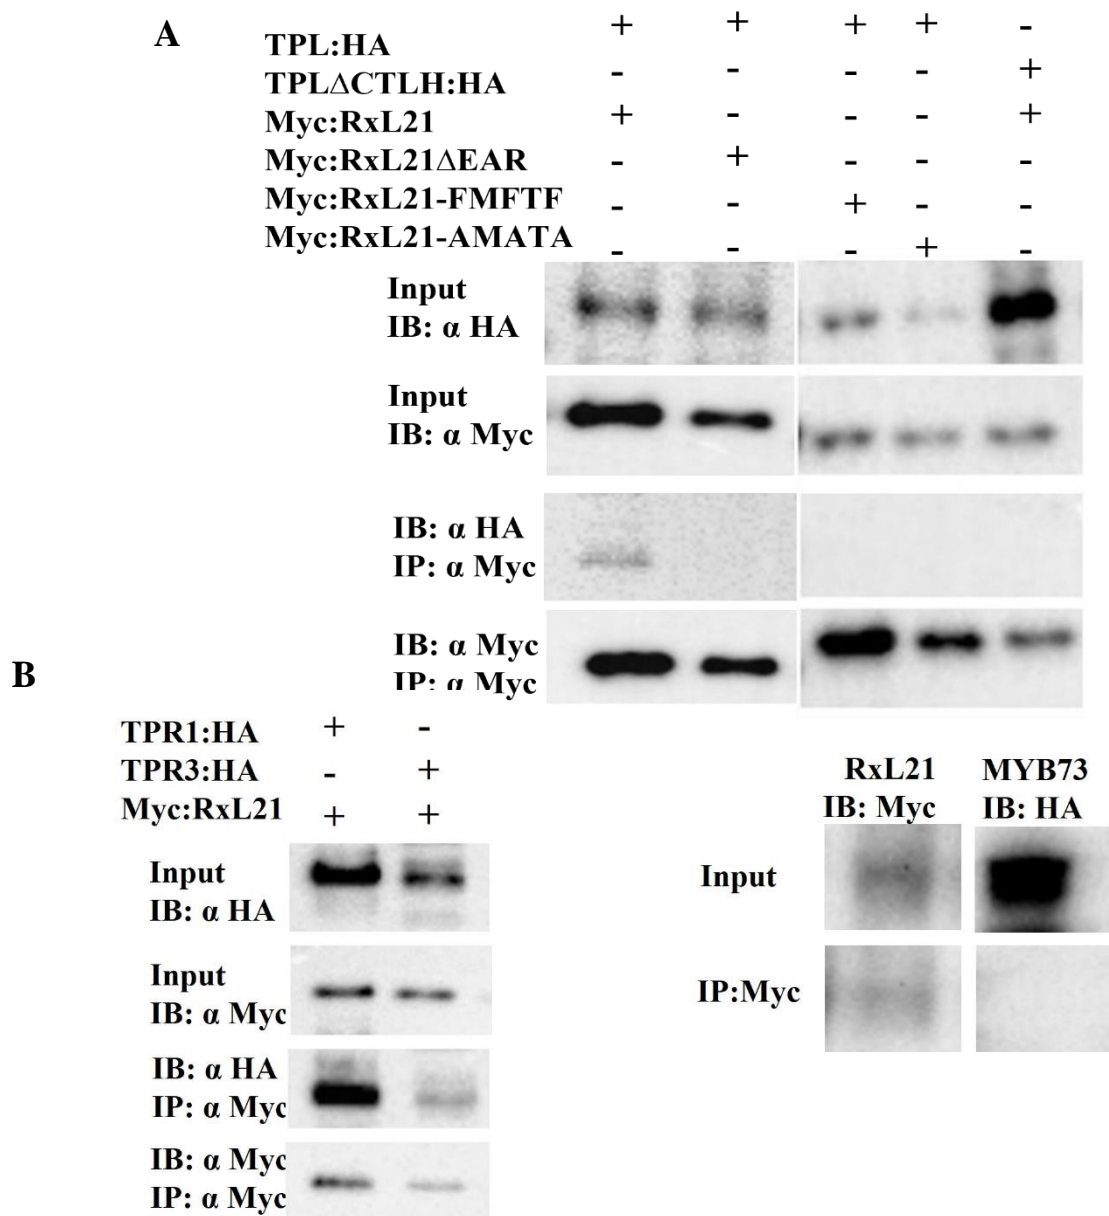 A
TPL:HA + + + + -
TPLΔCTLH:HA - - - - +
Myc:RxL21 + - - - +
Myc:RxL21ΔEAR - + - - -
Myc:RxL21-FMFTF - - + - -
Myc:RxL21-AMATA - - - + -
Input
IB: α HA
Input
IB: α Myc
IB: α HA
IP: α Myc
IB: α Myc
IP: α Myc
B
TPR1:HA + -
TPR3:HA - +
Myc:RxL21 + +
Input
IB: α HA
Input
IB: α Myc
IB: α HA
IP: α Myc
IB: α Myc
IP: α Myc
RxL21 MYB73
IB: Myc IB: HA
Input
IP:Myc